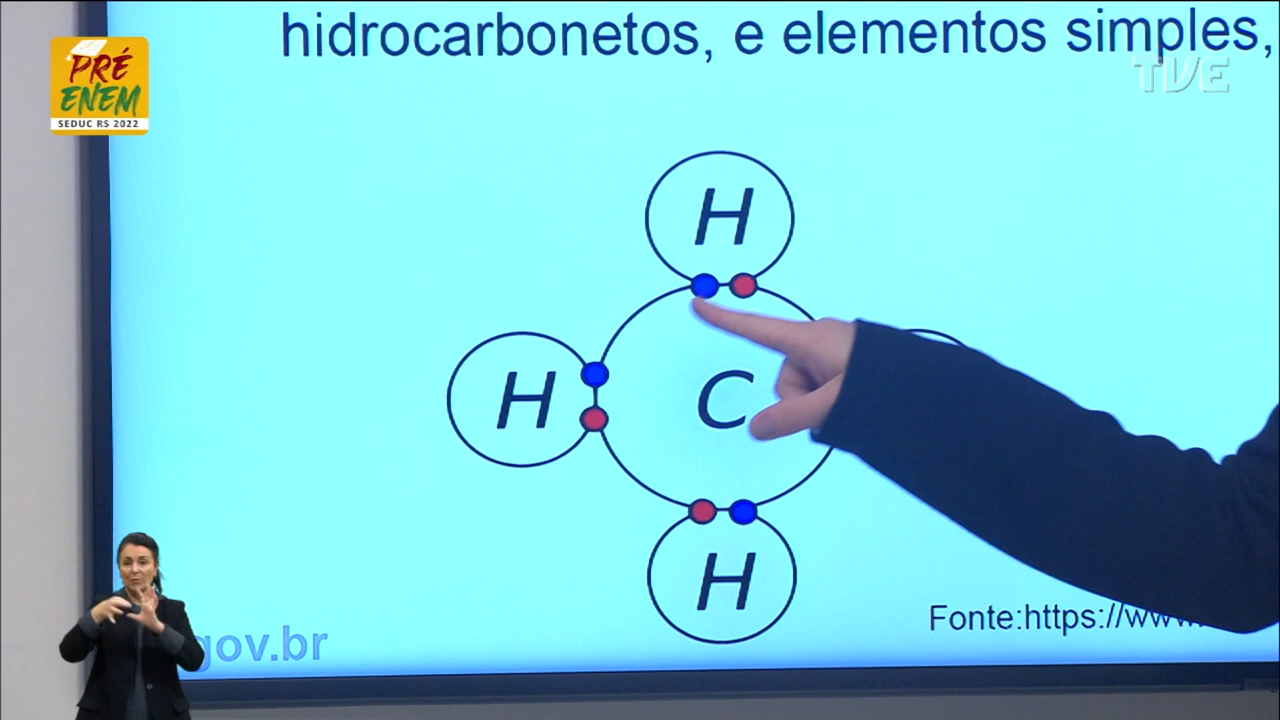 hidrocarbonetos, e elementos simples,
TVE
PRÉ
ENEM
SEDUC RS 2022
H
H
C
H
Fonte:https://www.
gov.br